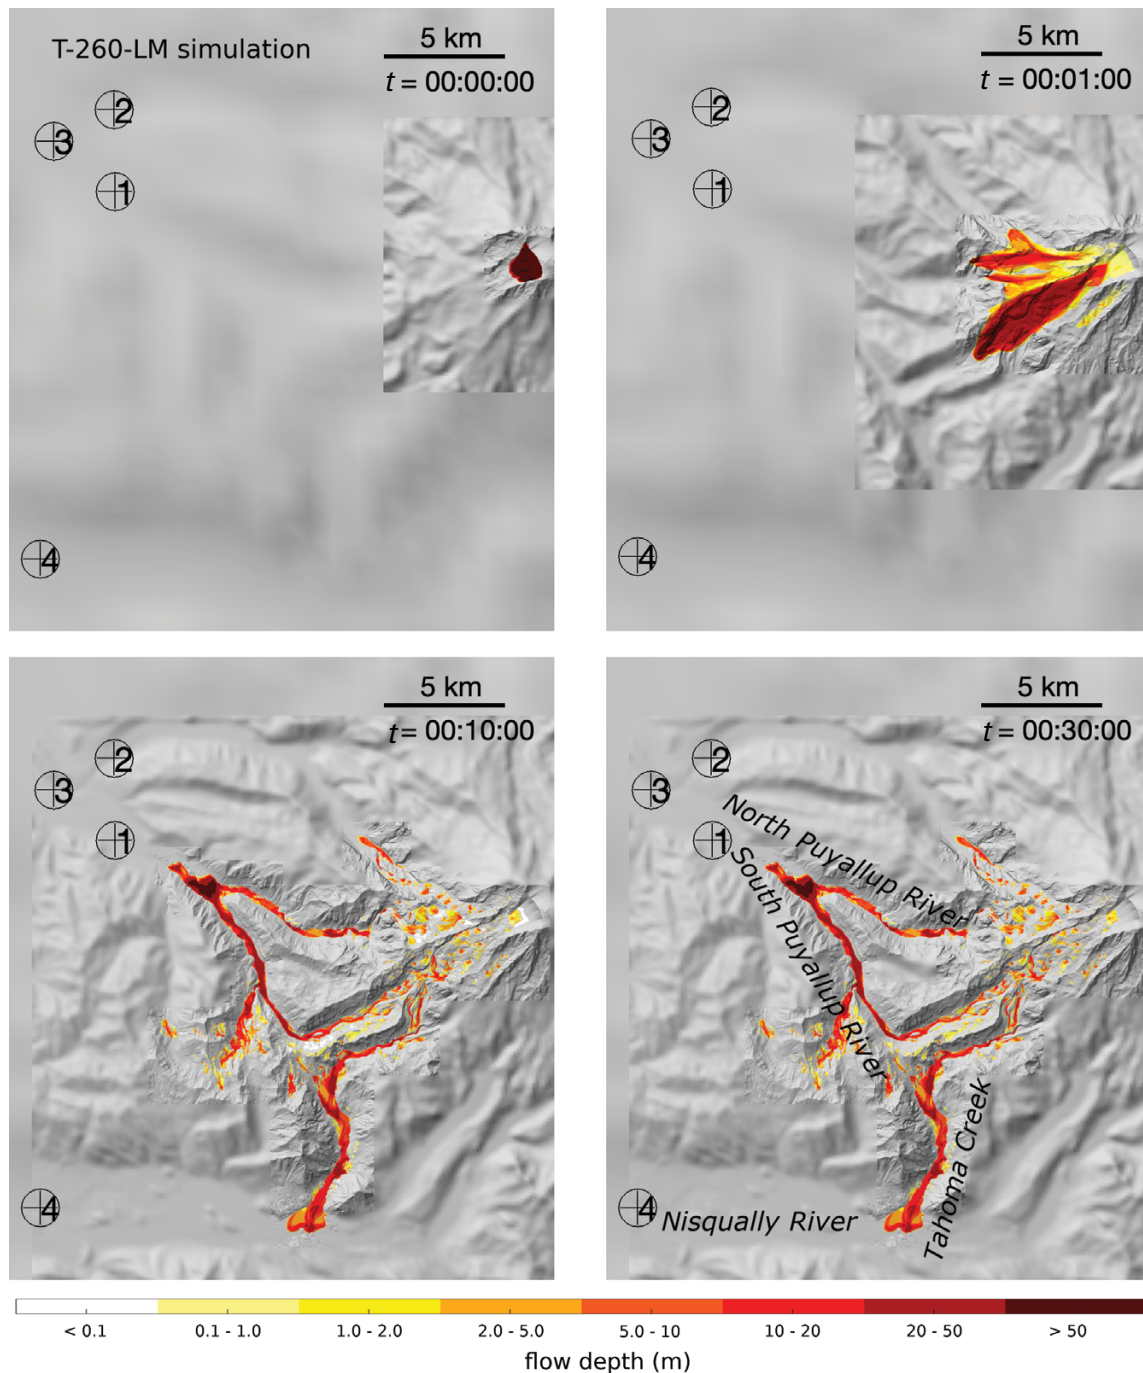 T-260-LM simulation
5 km
t = 00:00:00
2
3
1
4
5 km
t = 00:01:00
2
3
1
4
5 km
t = 00:10:00
2
3
1
4
5 km
t = 00:30:00
2
3
1
North Puyallup River
South Puyallup River
Tahoma Creek
4
Nisqually River
< 0.1 0.1 - 1.0 1.0 - 2.0 2.0 - 5.0 5.0 - 10 10 - 20 20 - 50 > 50
flow depth (m)